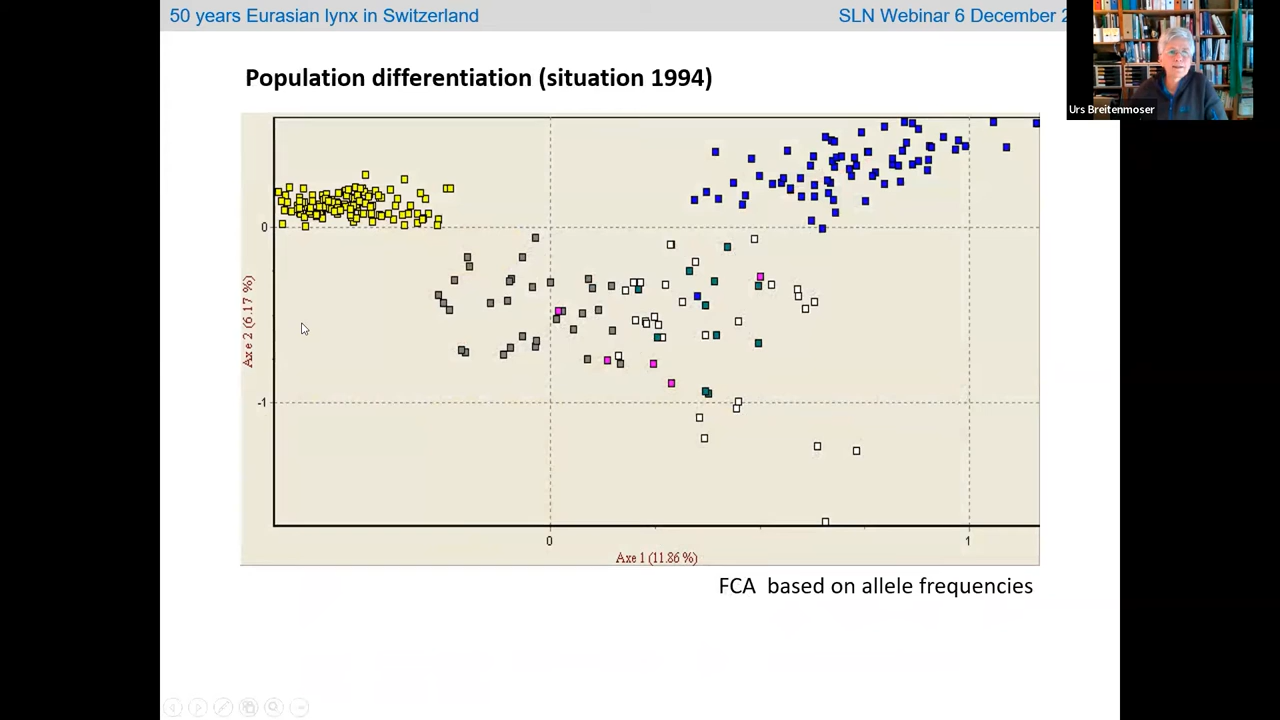 50 years Eurasian lynx in Switzerland
SLN Webinar 6 December
Urs Breitenmoser
Population differentiation (situation 1994)
0
-1
Axe 2 (6.17 %)
0
1
Axe 1 (11.86 %)
FCA based on allele frequencies